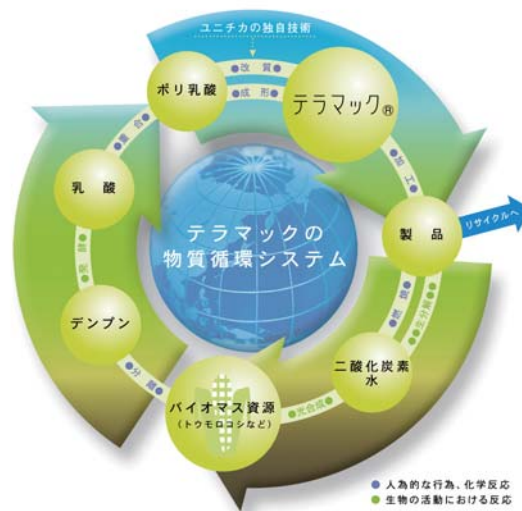 ユニチカの独自技術
改質
成形
ポリ乳酸
テラマック®
重合
加工
乳酸
製品
リサイクルへ
テラマックの
物質循環システム
発酵
デンプン
燃焼
生分解
二酸化炭素
水
分離
バイオマス資源
(トウモロコシなど)
光合成
人為的な行為、化学反応
生物の活動における反応